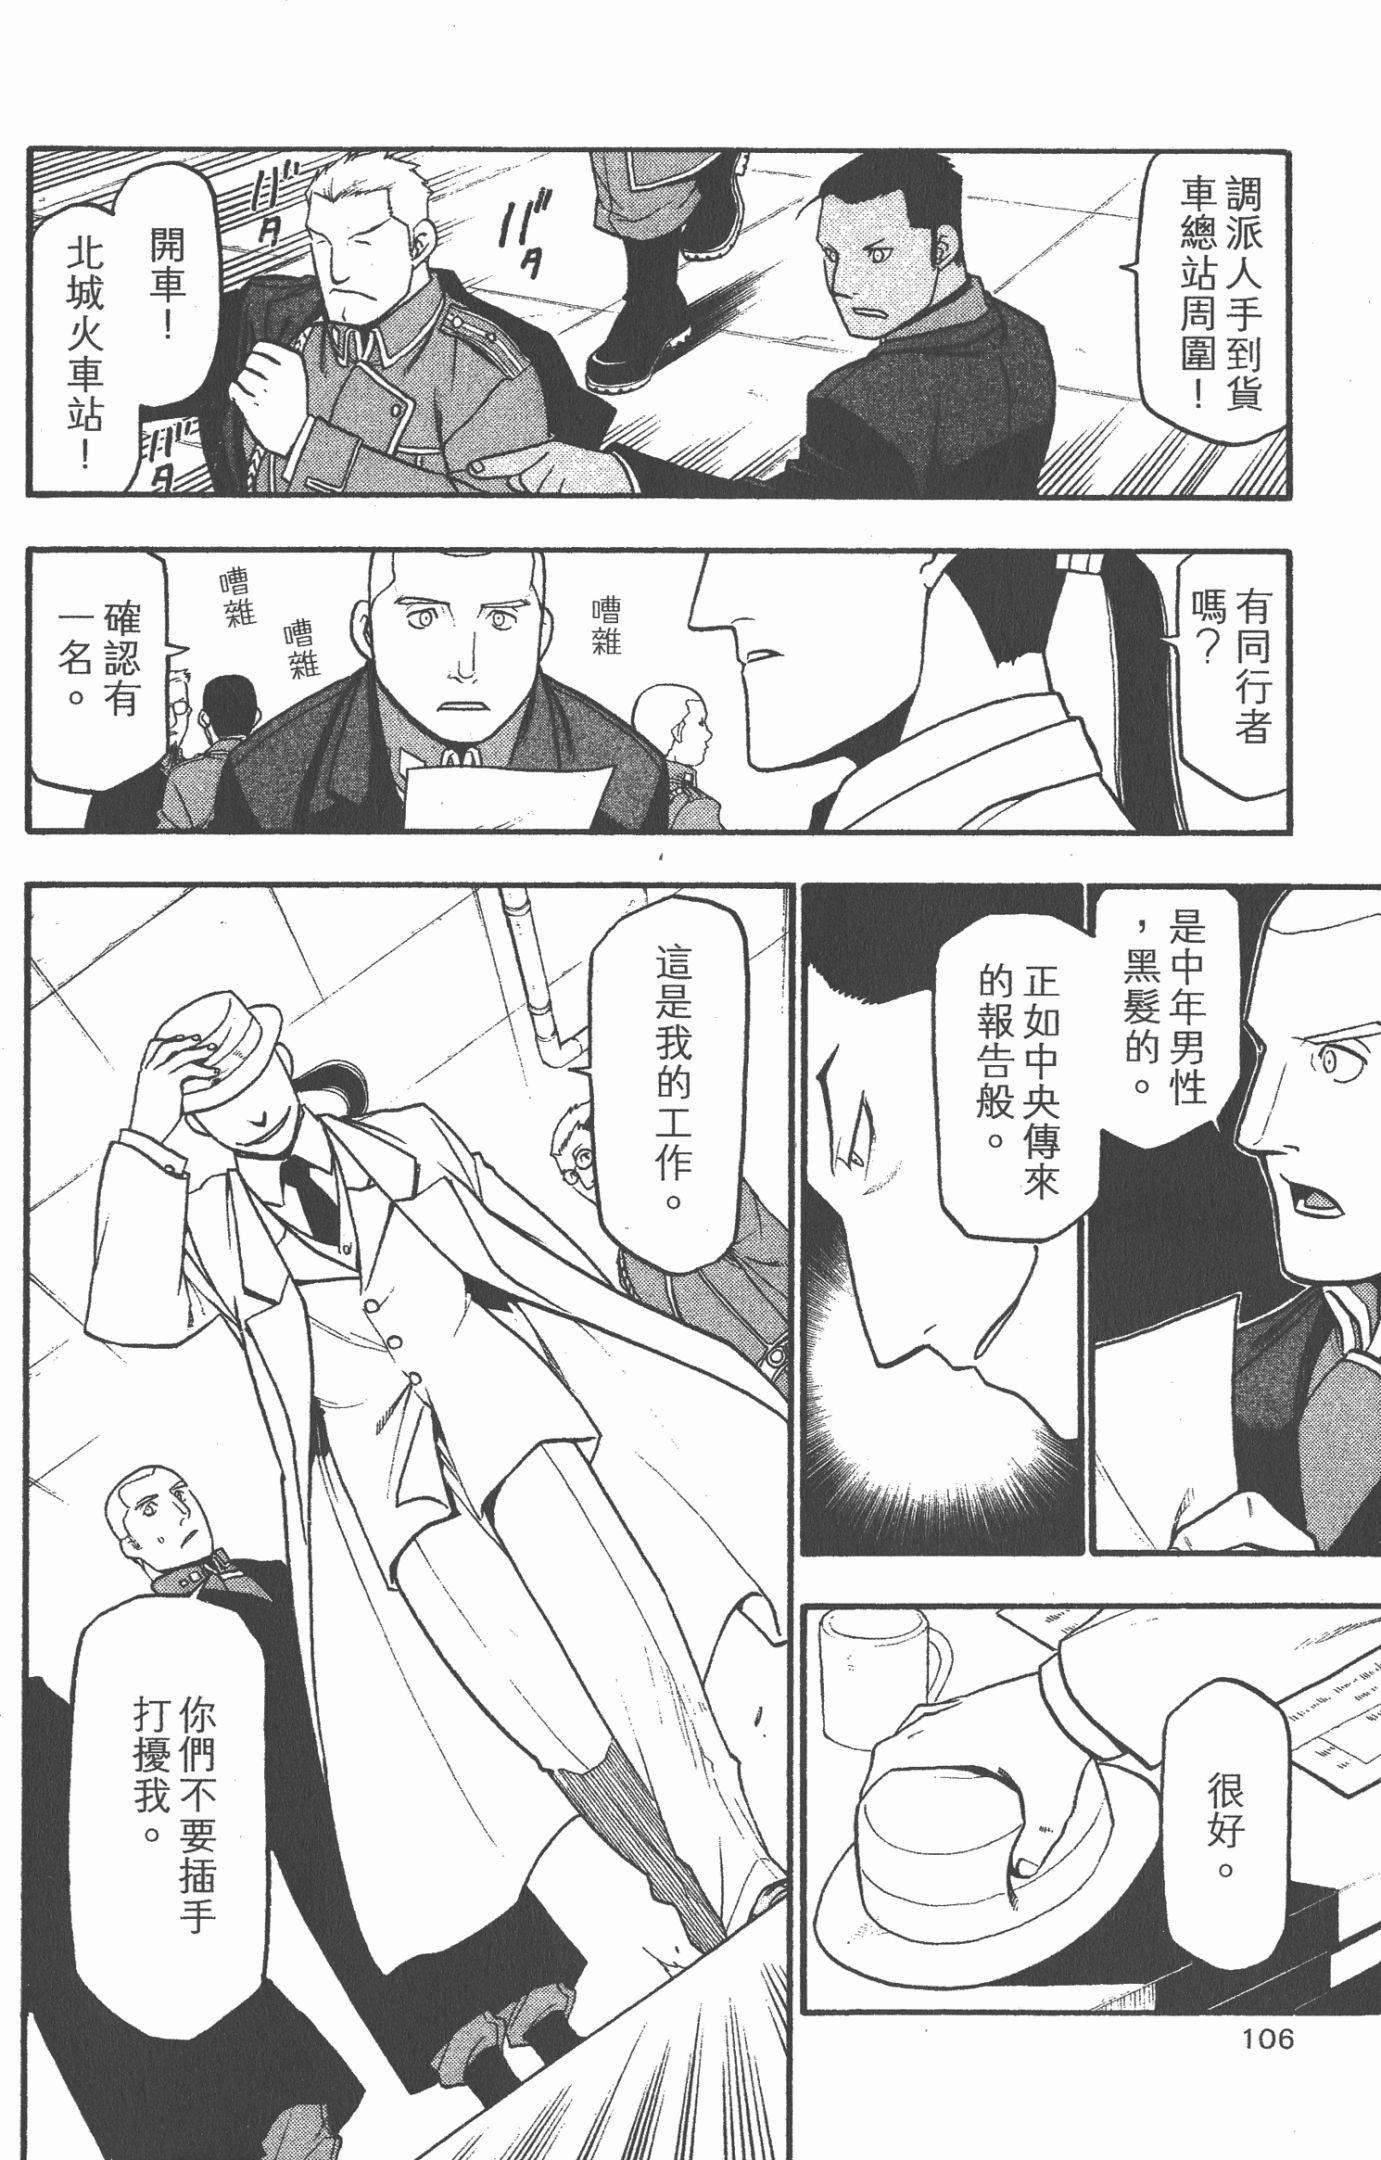 調派人手到貨
車總站周圍！
開車！
北城火車站！
ババ
タ
ババ
タ
ババ
タ
有同行者
嗎？
嘈雜
嘈雜
嘈雜
確認有
一名。
是中年男性
，黑髮的。
正如中央傳來
的報告般。
很好。
這是我的工作。
你們不要插手
打擾我。
106